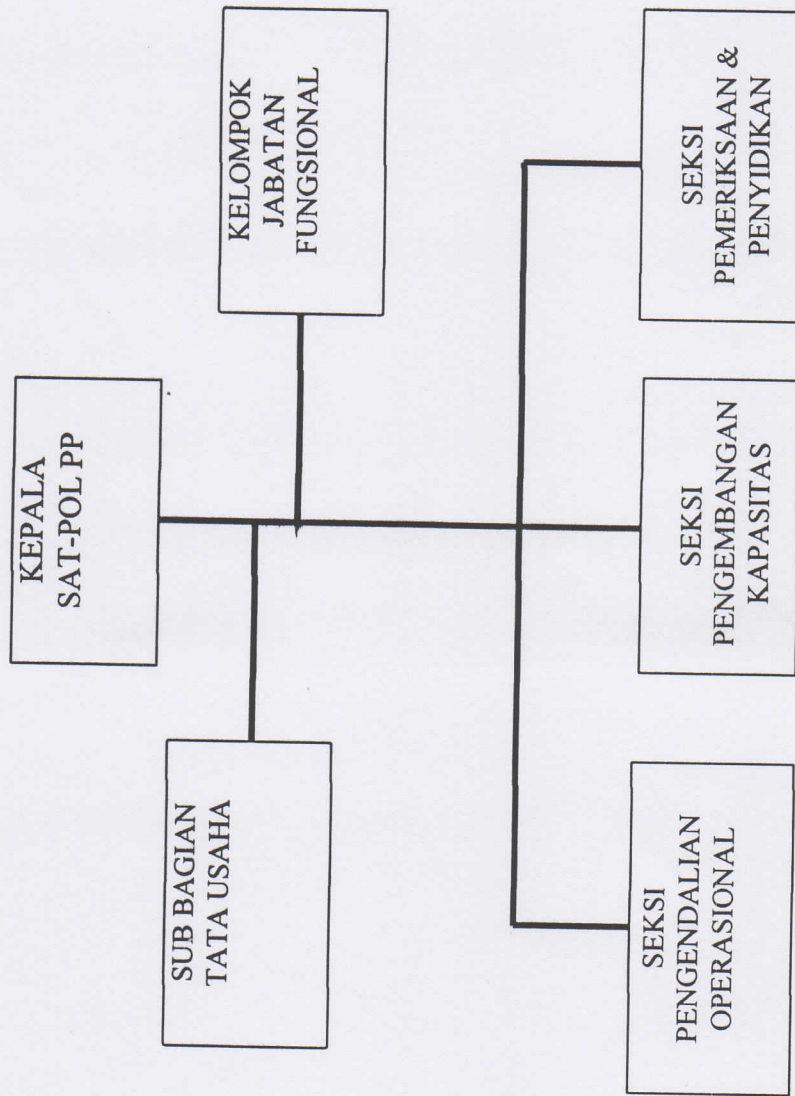 KEPALA
SAT-POL PP
SUB BAGIAN
TATA USAHA
KELOMPOK
JABATAN
FUNGSIONAL
SEKSI
PENGENDALIAN
OPERASIONAL
SEKSI
PENGEMBANGAN
KAPASITAS
SEKSI
PEMERIKSAAN &
PENYIDIKAN